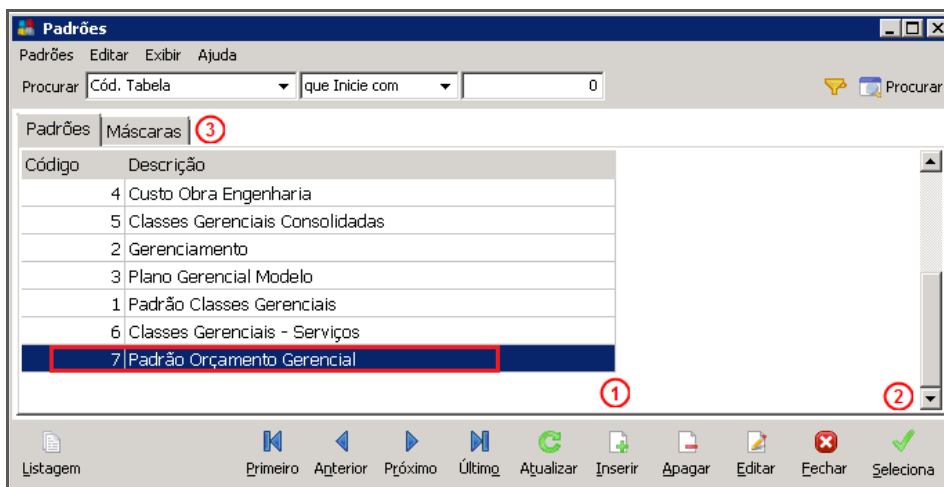 Padrões
Padrões Editar Exibir Ajuda
Procurar Cód. Tabela que Inicie com 0 Procurar
Padrões Máscaras 3
Código Descrição
4 Custo Obra Engenharia
5 Classes Gerenciais Consolidadas
2 Gerenciamento
3 Plano Gerencial Modelo
1 Padrão Classes Gerenciais
6 Classes Gerenciais - Serviços
7 Padrão Orçamento Gerencial
1 2
Listagem Primeiro Anterior Próximo Último Atualizar Inserir Apagar Editar Fechar Seleciona